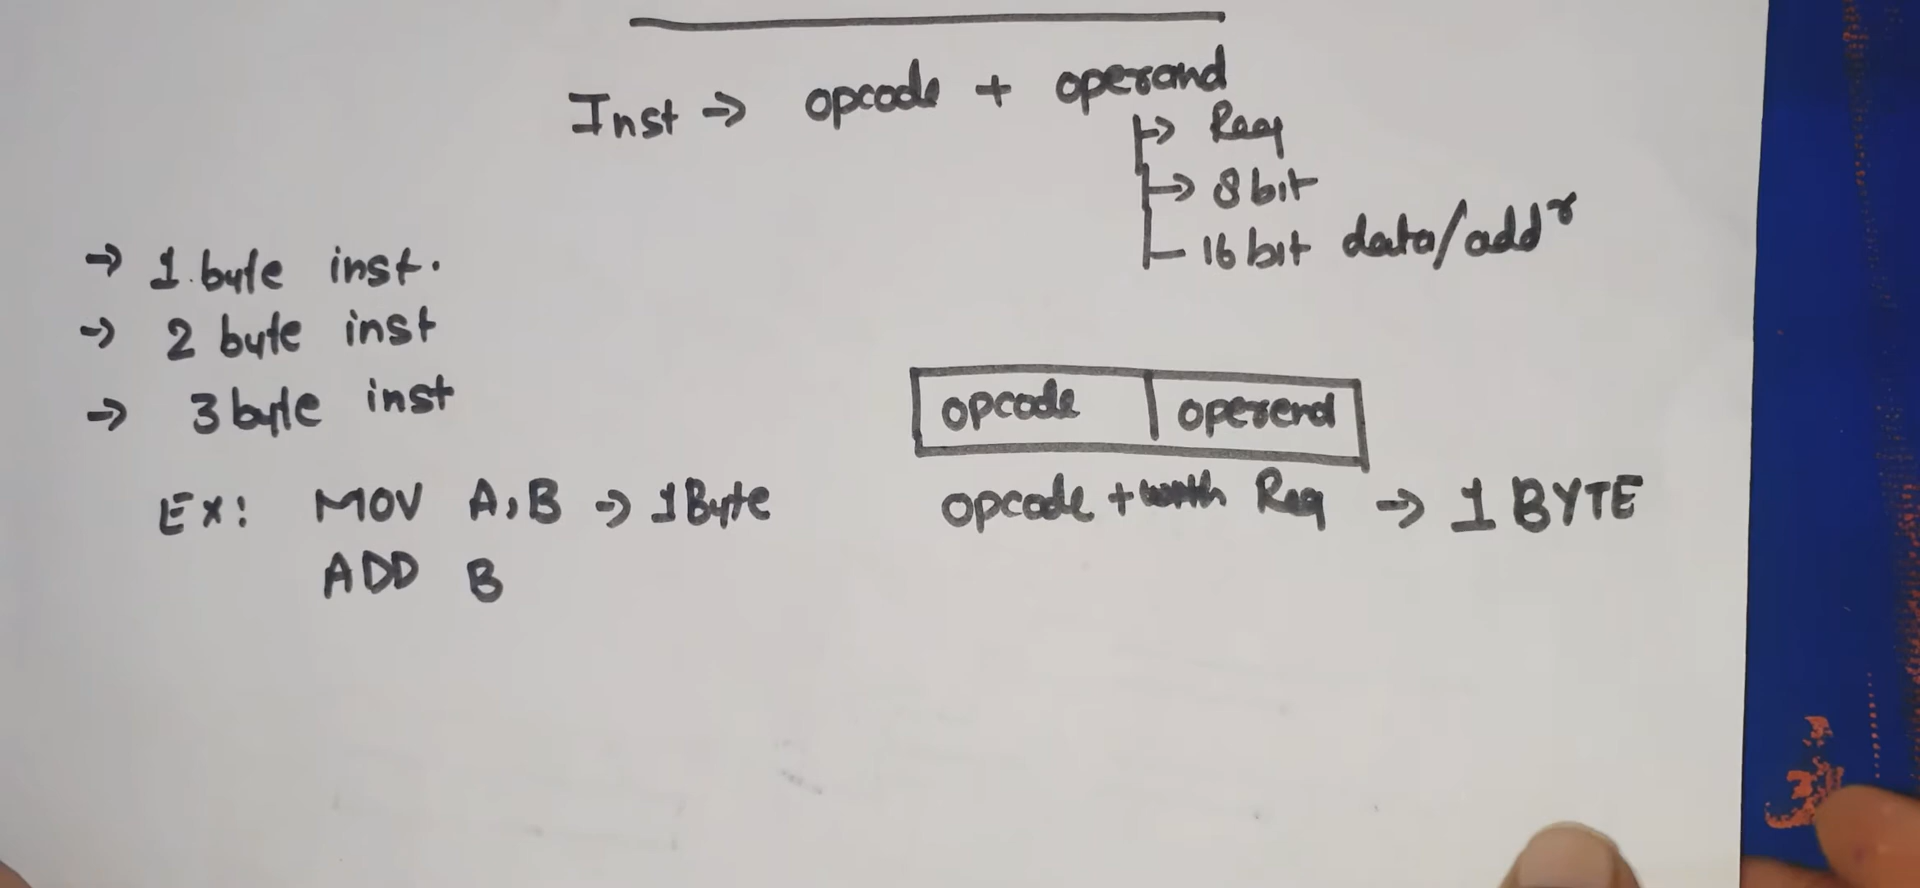 Inst → opcode + operand
→ Reg
→ 8 bit
16 bit data/addr
→ 1 byte inst.
→ 2 byte inst
→ 3 byte inst
opcode | operend
Ex: MOV A,B → 1 Byte
opcode + Reg → 1 BYTE
ADD B